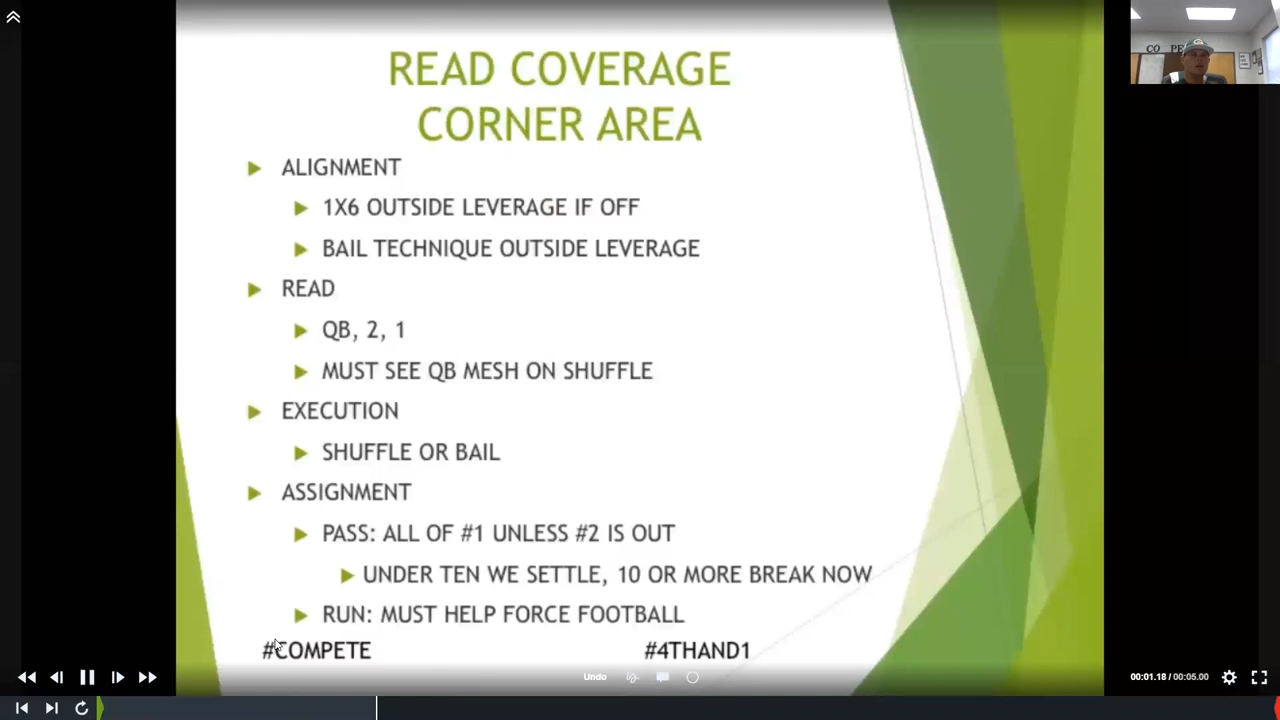 READ COVERAGE
CORNER AREA
ALIGNMENT
1X6 OUTSIDE LEVERAGE IF OFF
BAIL TECHNIQUE OUTSIDE LEVERAGE
READ
QB, 2, 1
MUST SEE QB MESH ON SHUFFLE
EXECUTION
SHUFFLE OR BAIL
ASSIGNMENT
PASS: ALL OF #1 UNLESS #2 IS OUT
UNDER TEN WE SETTLE, 10 OR MORE BREAK NOW
RUN: MUST HELP FORCE FOOTBALL
#COMPETE #4THAND1
Undo
00:01.18 / 00:05.00